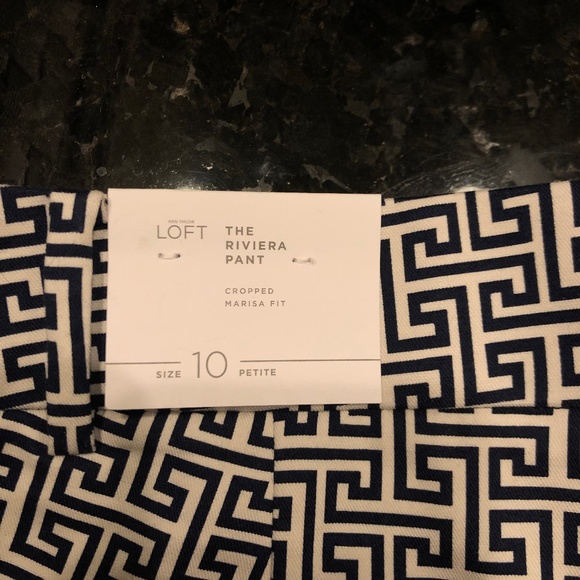 ANN TAYLOR
LOFT
THE
RIVIERA
PANT
CROPPED
MARISA FIT
SIZE 10 PETITE